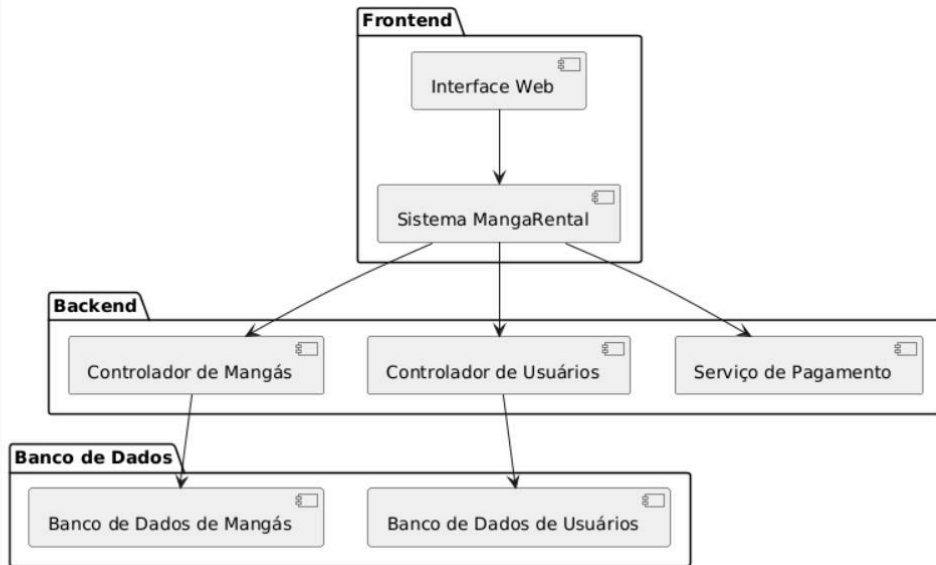 Frontend
Interface Web
Sistema MangaRental
Backend
Controlador de Mangás
Controlador de Usuários
Serviço de Pagamento
Banco de Dados
Banco de Dados de Mangás
Banco de Dados de Usuários